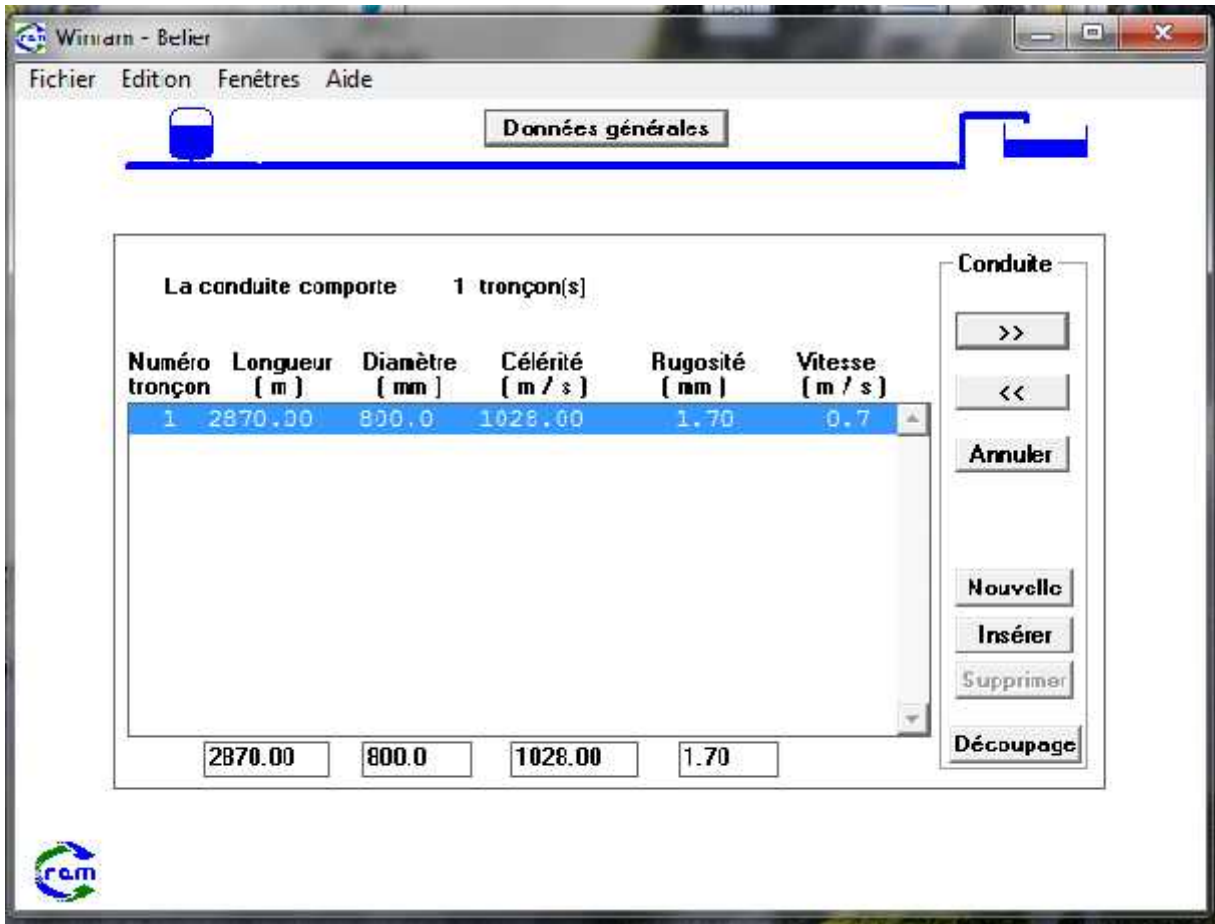 Winram - Belier
Fichier Edition Fenêtres Aide
Données générales
La conduite comporte 1 tronçon(s)
Numéro tronçon Longueur ( m ) Diamètre ( mm ) Célérité ( m / s ) Rugosité ( mm ) Vitesse ( m / s )
1 2870.00 800.0 1028.00 1.70 0.7
2870.00 800.0 1028.00 1.70
Conduite
>>
<<
Annuler
Nouvelle
Insérer
Supprimer
Découpage
ram